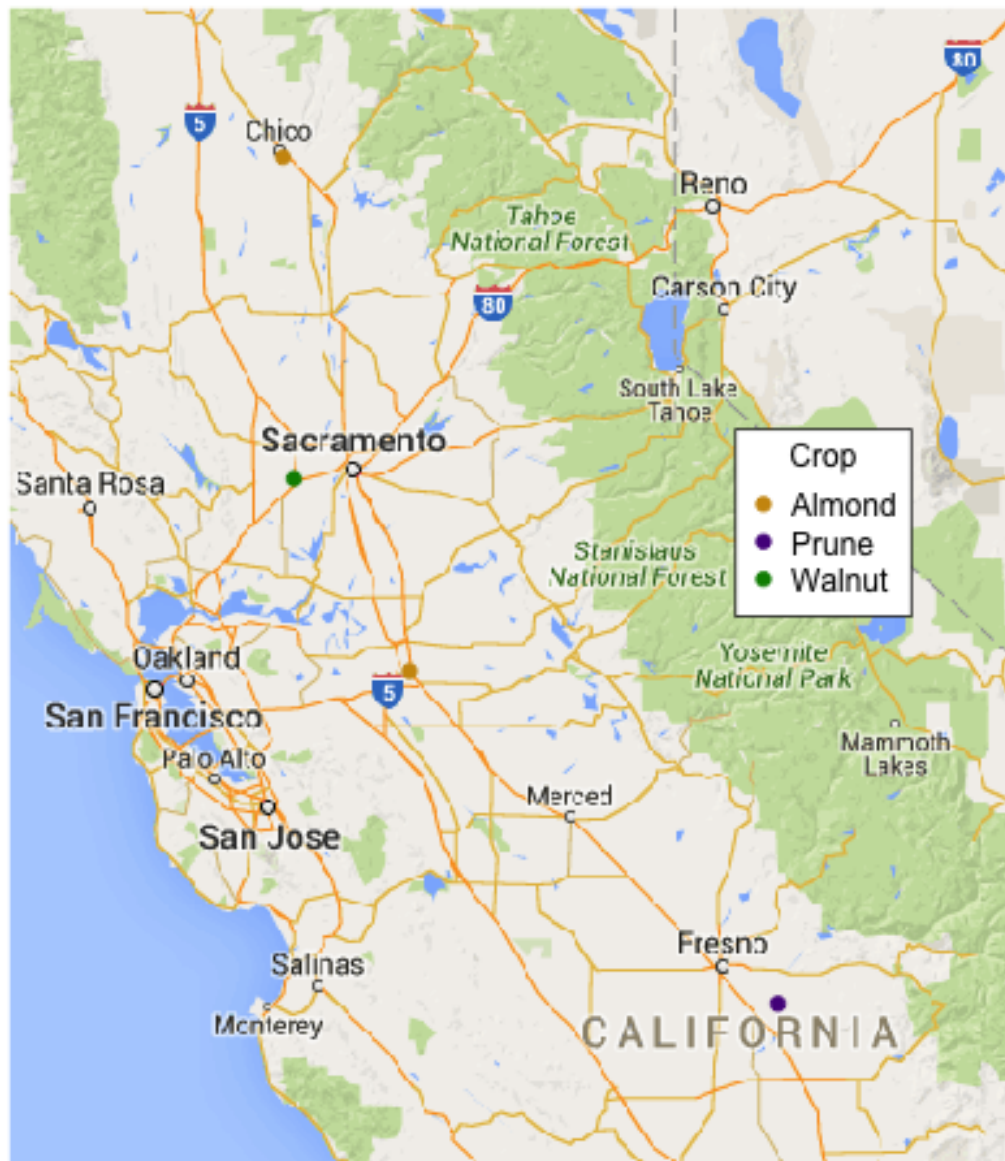 80
5
Chico
Reno
Tahoe
National Forest
Carson City
80
South Lake
Tahoe
Sacramento
Crop
Almond
Prune
Walnut
Santa Rosa
Stanislaus
National Forest
Oakland
5
Yosemite
National Park
San Francisco
Palo Alto
Mammoth
Lakes
Merced
San Jose
Fresno
Salinas
Monterey
CALIFORNIA